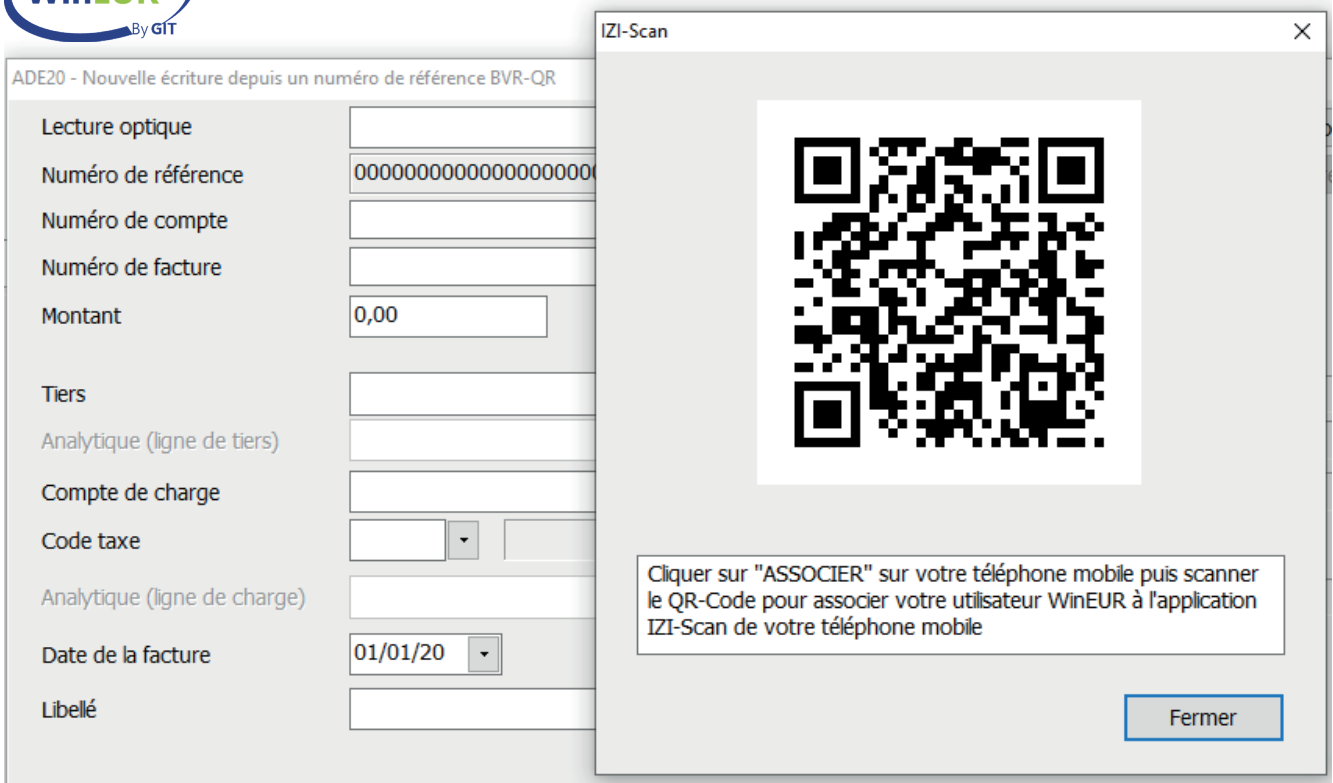 WinEUR
By GIT
ADE20 - Nouvelle écriture depuis un numéro de référence BVR-QR
Lecture optique
Numéro de référence
Numéro de compte
Numéro de facture
Montant
0,00
Tiers
Analytique (ligne de tiers)
Compte de charge
Code taxe
Analytique (ligne de charge)
Date de la facture
01/01/20
Libellé
IZI-Scan
Cliquer sur "ASSOCIER" sur votre téléphone mobile puis scanner
le QR-Code pour associer votre utilisateur WinEUR à l'application
IZI-Scan de votre téléphone mobile
Fermer